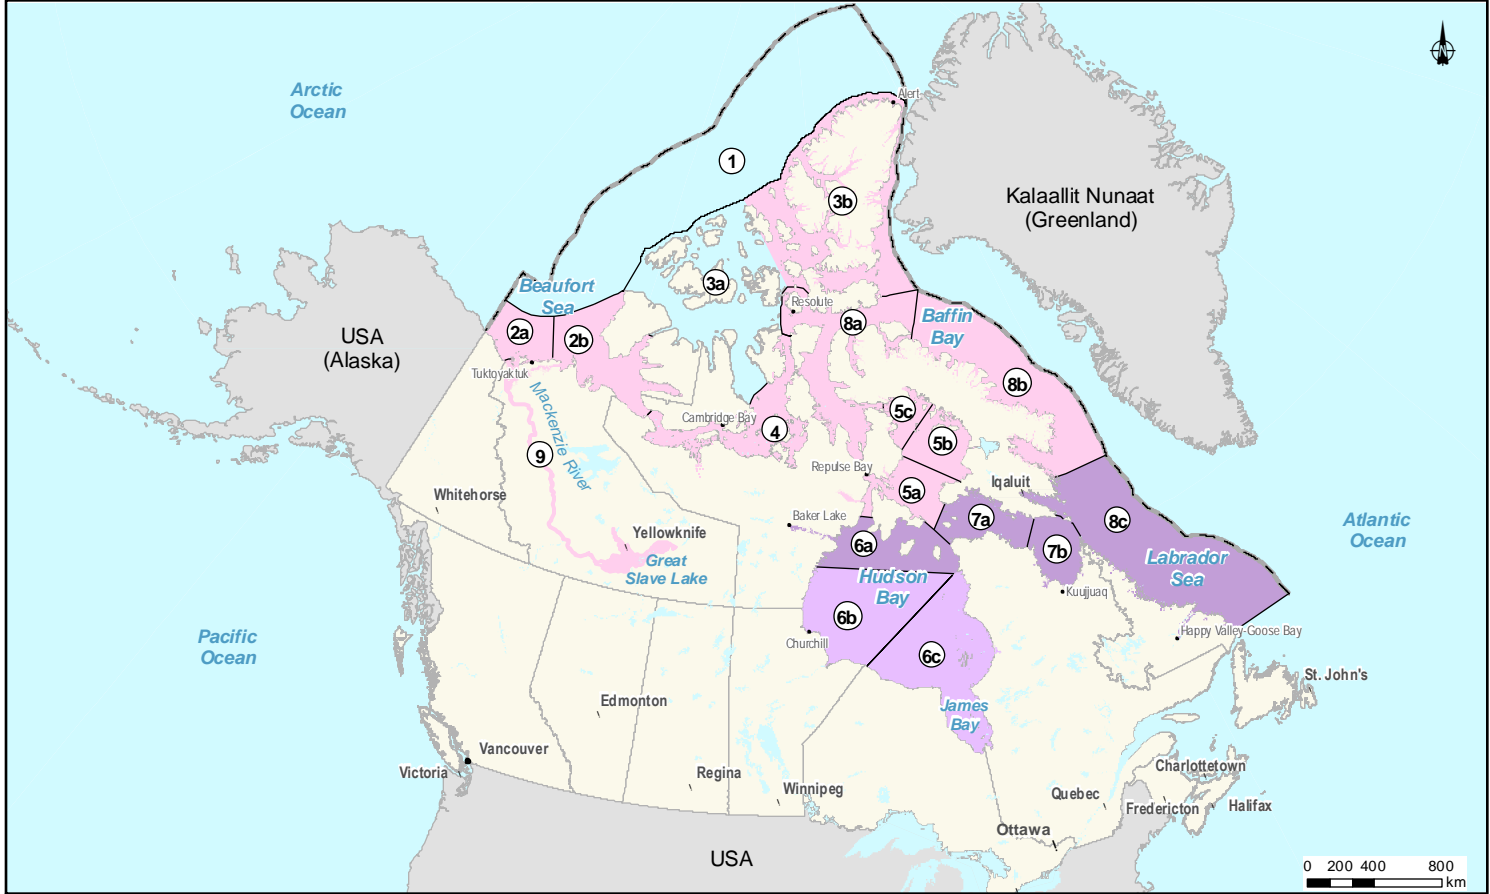 Arctic
Ocean
Alert
1
3b
Kalaallit Nunaat
(Greenland)
3a
Beaufort
Sea
Resolute
8a
Baffin
Bay
USA
(Alaska)
2a
2b
Tuktoyaktuk
8b
Mackenzie River
Cambridge Bay
4
5c
5b
9
Repulse Bay
5a
Iqaluit
Whitehorse
Baker Lake
7a
8c
Atlantic
Ocean
Yellowknife
6a
7b
Great
Slave Lake
Hudson
Bay
Labrador
Sea
Kuujjuaq
Pacific
Ocean
6b
Churchill
6c
Happy Valley-Goose Bay
St. John's
Edmonton
James
Bay
Vancouver
Victoria
Regina
Winnipeg
Charlottetown
Quebec
Fredericton
Halifax
Ottawa
USA
0 200 400 800
km